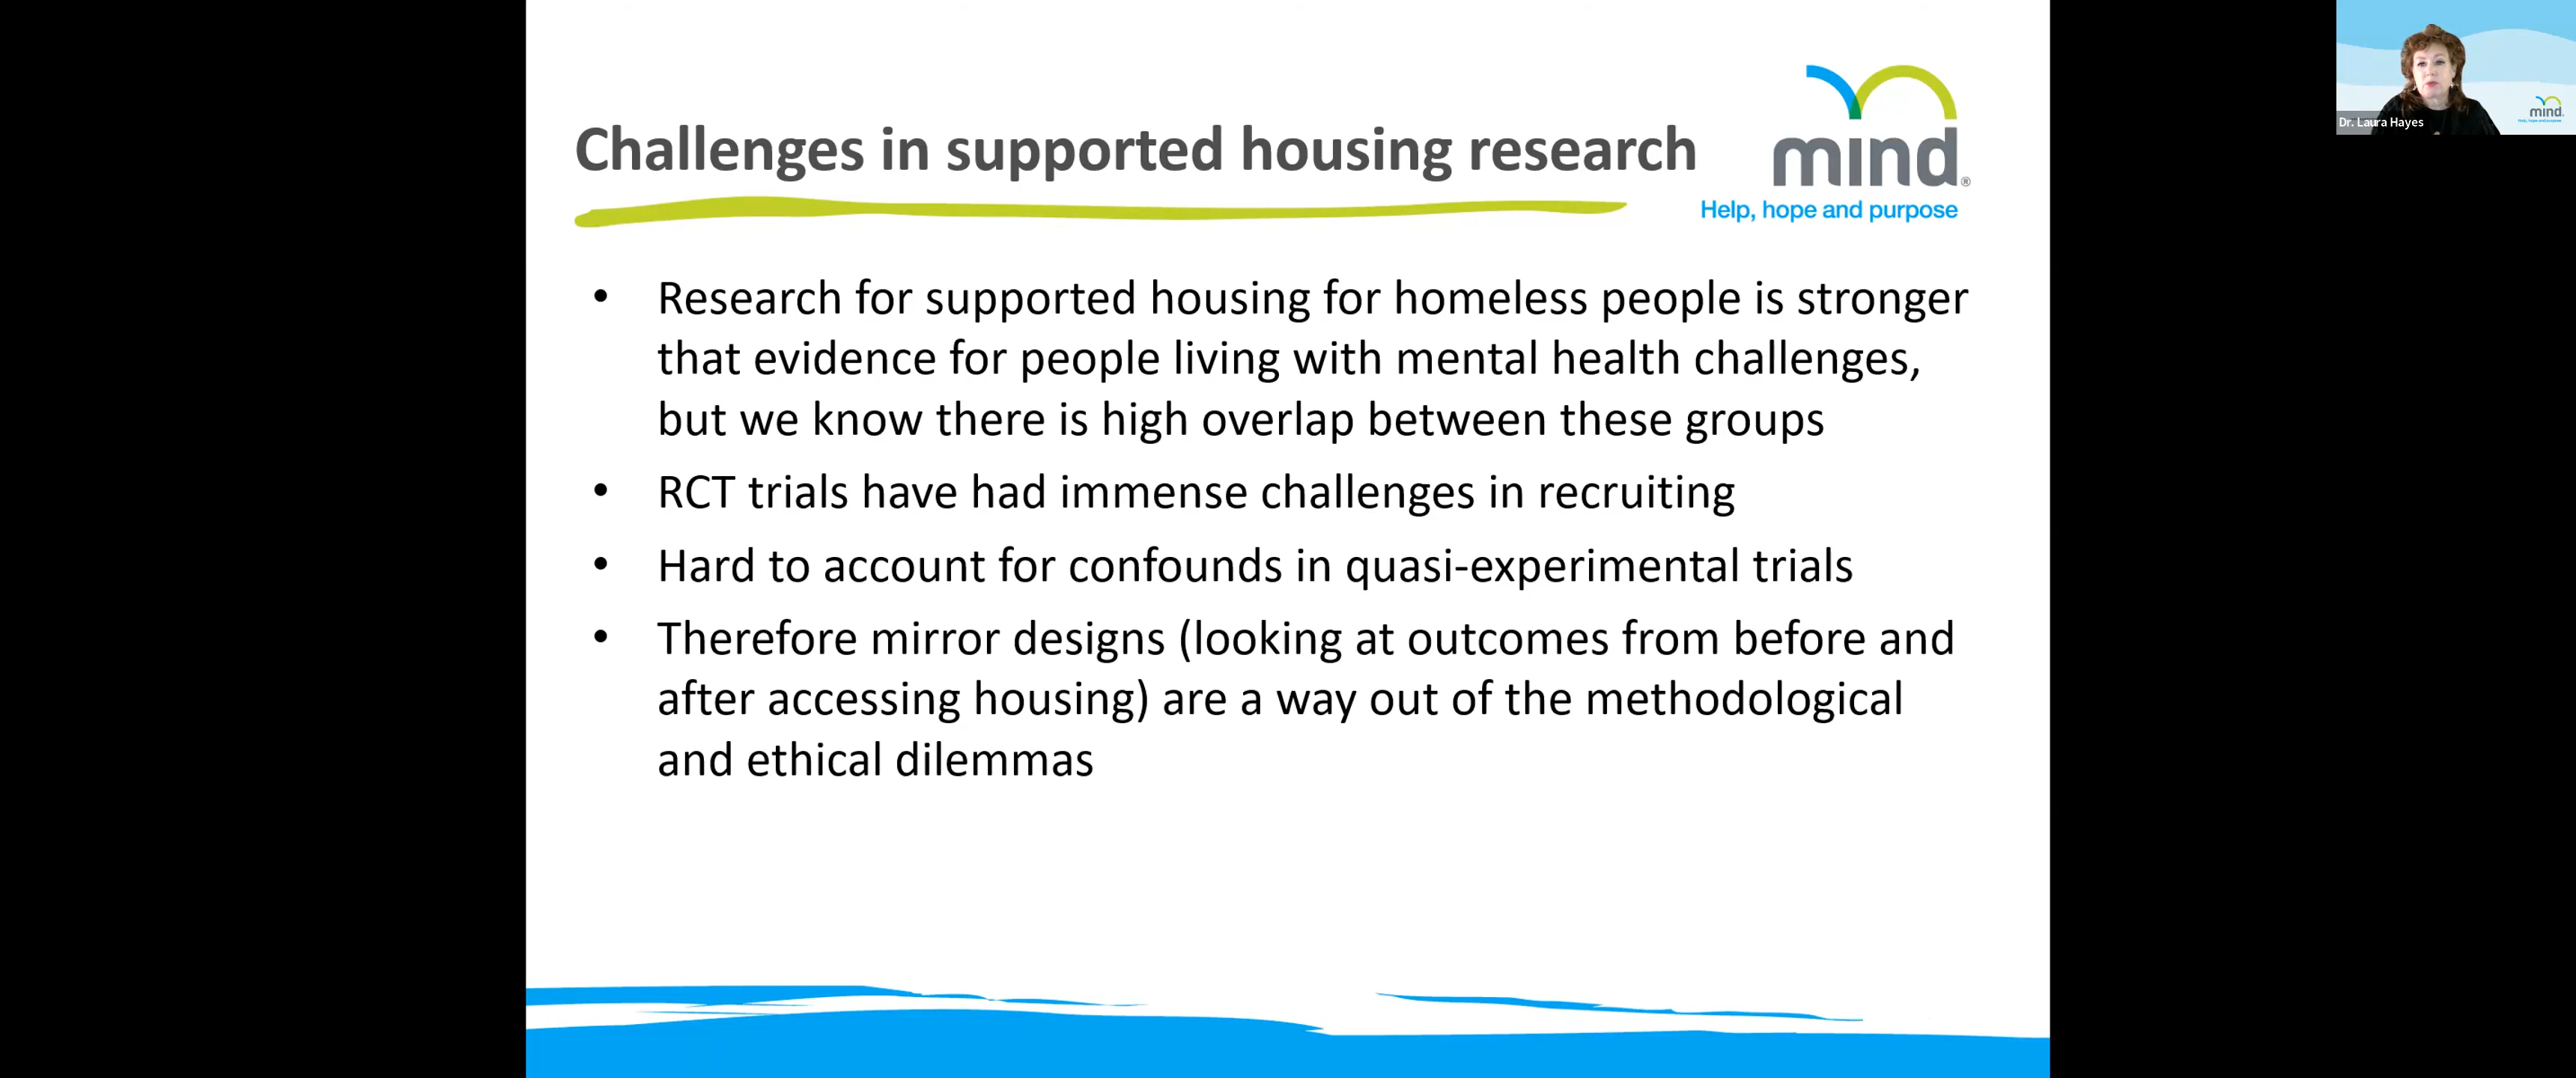 Challenges in supported housing research
mind®
Help, hope and purpose
• Research for supported housing for homeless people is stronger
that evidence for people living with mental health challenges,
but we know there is high overlap between these groups
• RCT trials have had immense challenges in recruiting
• Hard to account for confounds in quasi-experimental trials
• Therefore mirror designs (looking at outcomes from before and
after accessing housing) are a way out of the methodological
and ethical dilemmas
mind
Help, hope and purpose
Dr. Laura Hayes